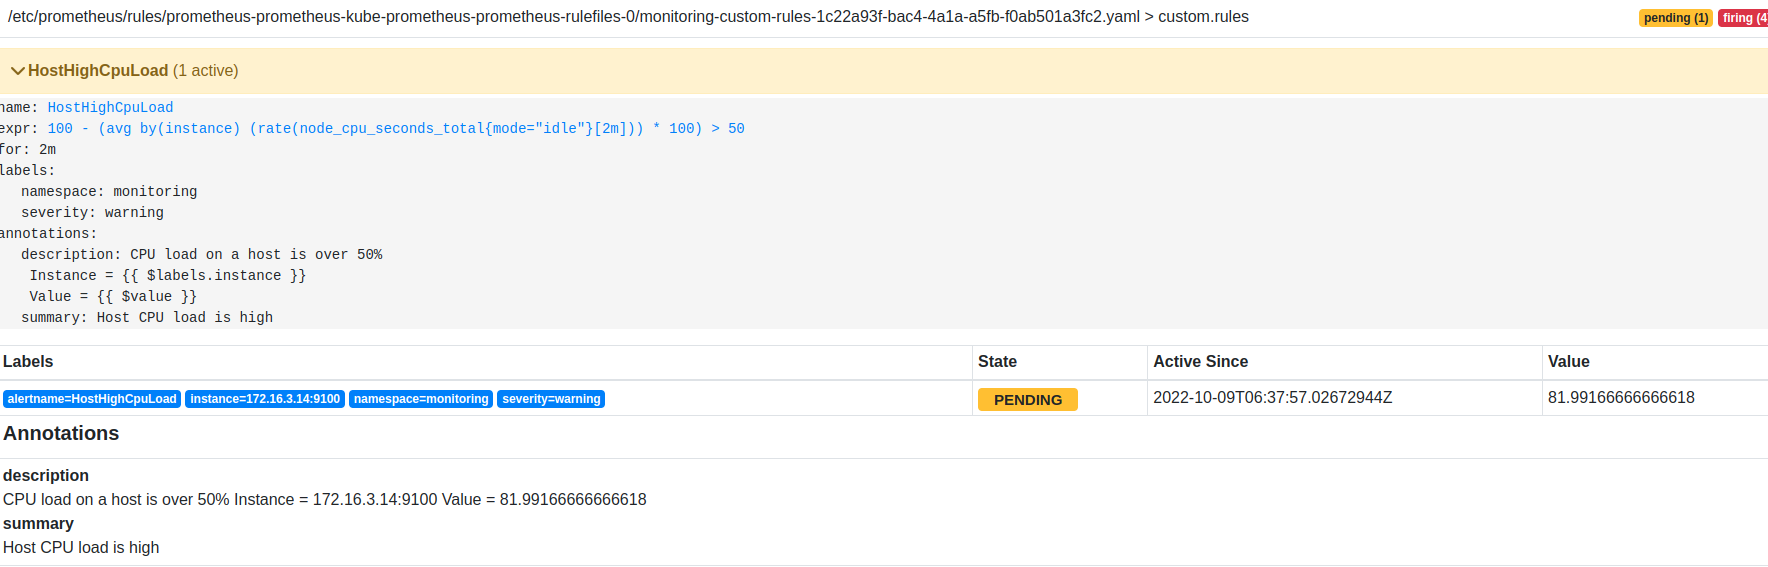 /etc/prometheus/rules/prometheus-prometheus-kube-prometheus-prometheus-rulefiles-0/monitoring-custom-rules-1c22a93f-bac4-4a1a-a5fb-f0ab501a3fc2.yaml > custom.rules pending (1) firing (4
HostHighCpuLoad (1 active)
name: HostHighCpuLoad
expr: 100 - (avg by(instance) (rate(node_cpu_seconds_total{mode="idle"}[2m])) * 100) > 50
for: 2m
labels:
namespace: monitoring
severity: warning
annotations:
description: CPU load on a host is over 50%
Instance = {{ $labels.instance }}
Value = {{ $value }}
summary: Host CPU load is high
Labels State Active Since Value
alertname=HostHighCpuLoad instance=172.16.3.14:9100 namespace=monitoring severity=warning PENDING 2022-10-09T06:37:57.02672944Z 81.99166666666618
Annotations
description
CPU load on a host is over 50% Instance = 172.16.3.14:9100 Value = 81.99166666666618
summary
Host CPU load is high